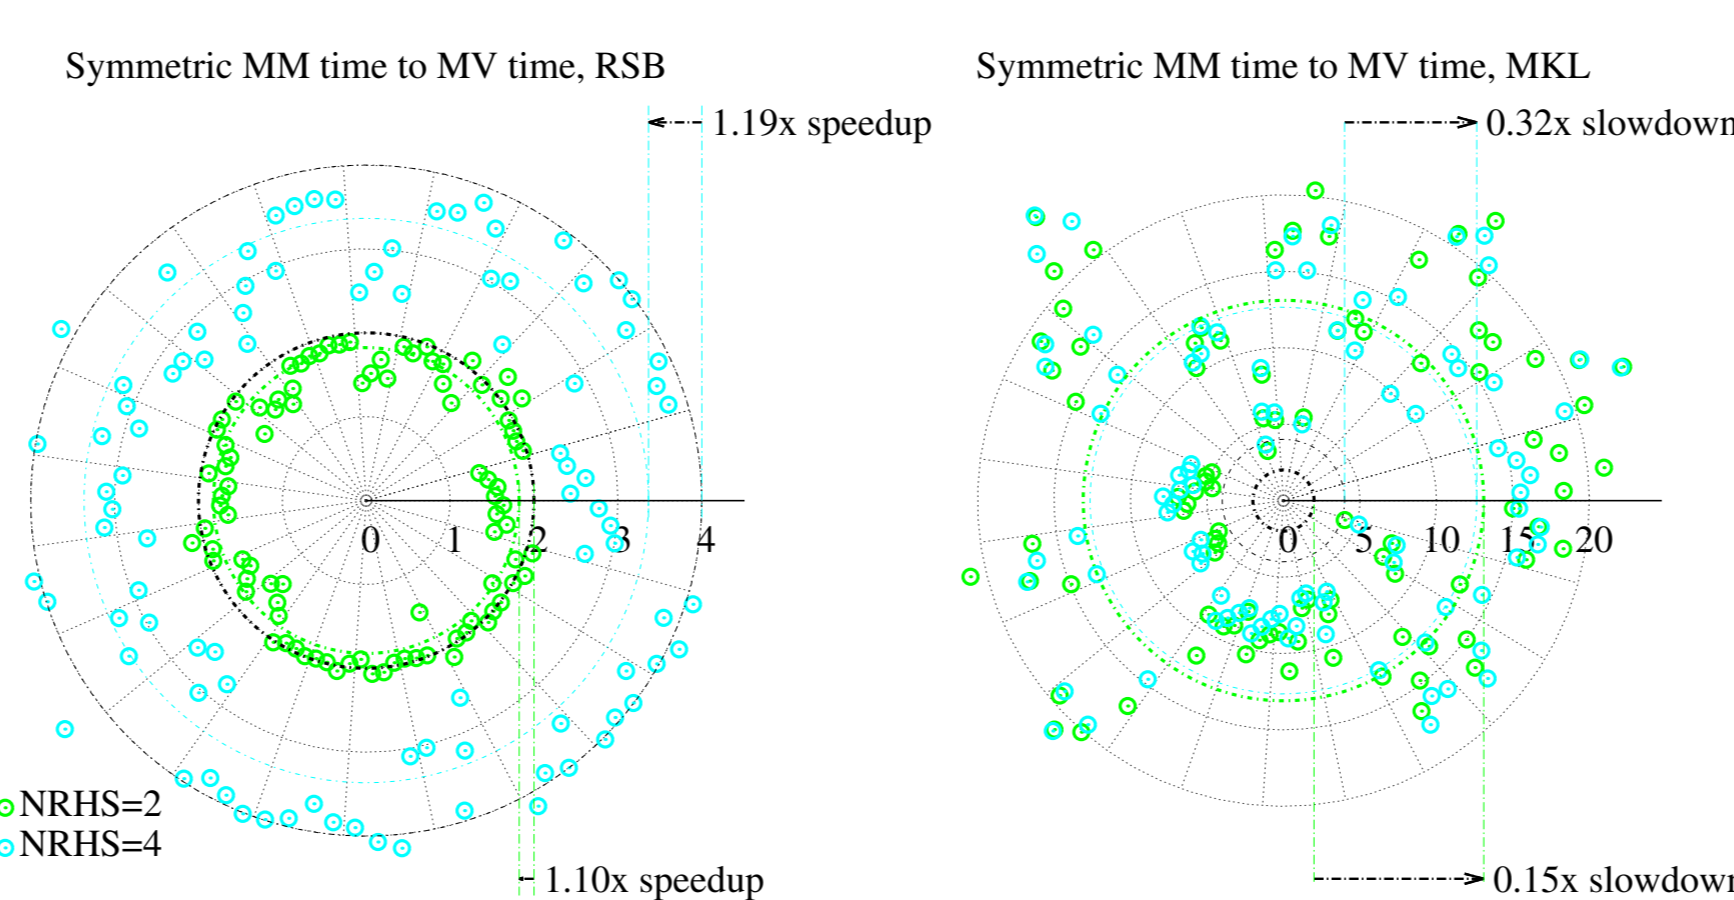 Symmetric MM time to MV time, RSB
1.19x speedup
0 1 2 3 4
NRHS=2
NRHS=4
1.10x speedup
Symmetric MM time to MV time, MKL
0.32x slowdown
0 5 10 15 20
0.15x slowdown